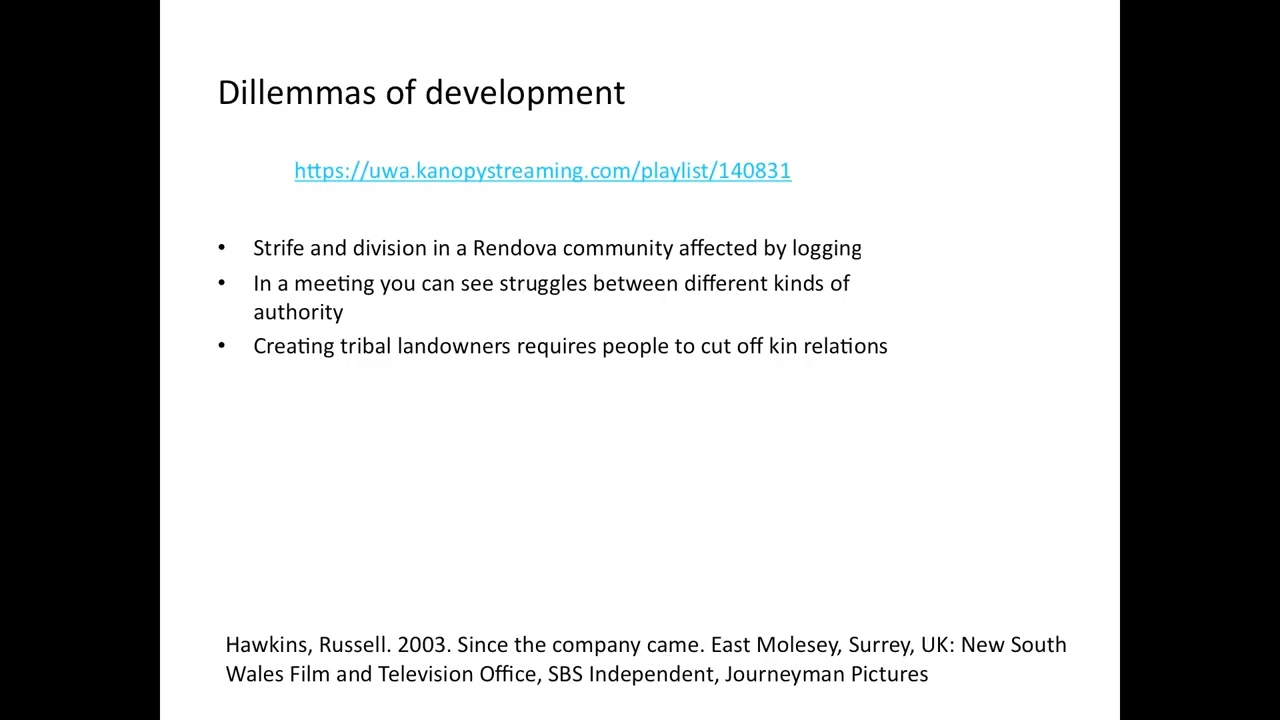 Dillemmas of development
https://uwa.kanopystreaming.com/playlist/140831
• Strife and division in a Rendova community affected by logging
• In a meeting you can see struggles between different kinds of
authority
• Creating tribal landowners requires people to cut off kin relations
Hawkins, Russell. 2003. Since the company came. East Molesey, Surrey, UK: New South
Wales Film and Television Office, SBS Independent, Journeyman Pictures